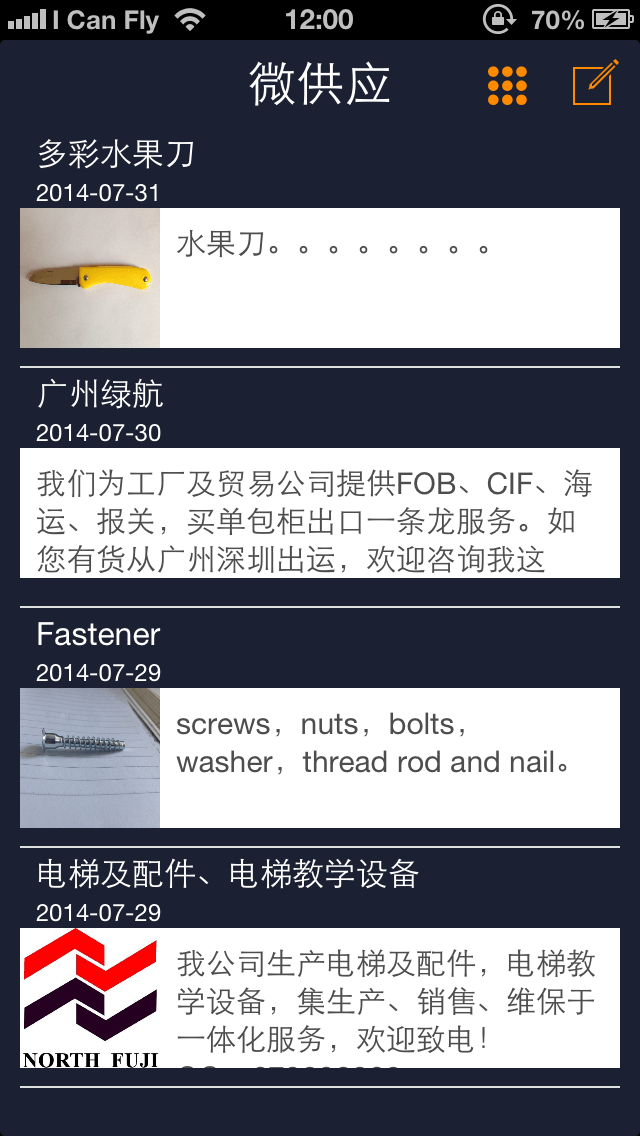 I Can Fly 12:00 70%
微供应
多彩水果刀
2014-07-31
水果刀。。。。。。。。
广州绿航
2014-07-30
我们为工厂及贸易公司提供FOB、CIF、海
运、报关，买单包柜出口一条龙服务。如
您有货从广州深圳出运，欢迎咨询我这
Fastener
2014-07-29
screws，nuts，bolts，
washer，thread rod and nail。
电梯及配件、电梯教学设备
2014-07-29
我公司生产电梯及配件，电梯教
学设备，集生产、销售、维保于
一体化服务，欢迎致电！
NORTH FUJI